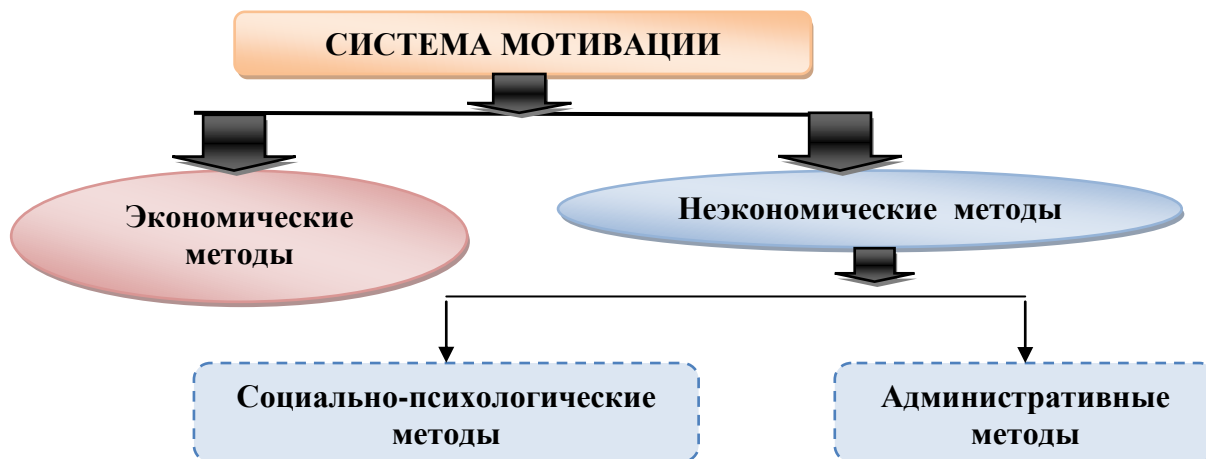 СИСТЕМА МОТИВАЦИИ
Экономические
методы
Неэкономические методы
Социально-психологические
методы
Административные
методы